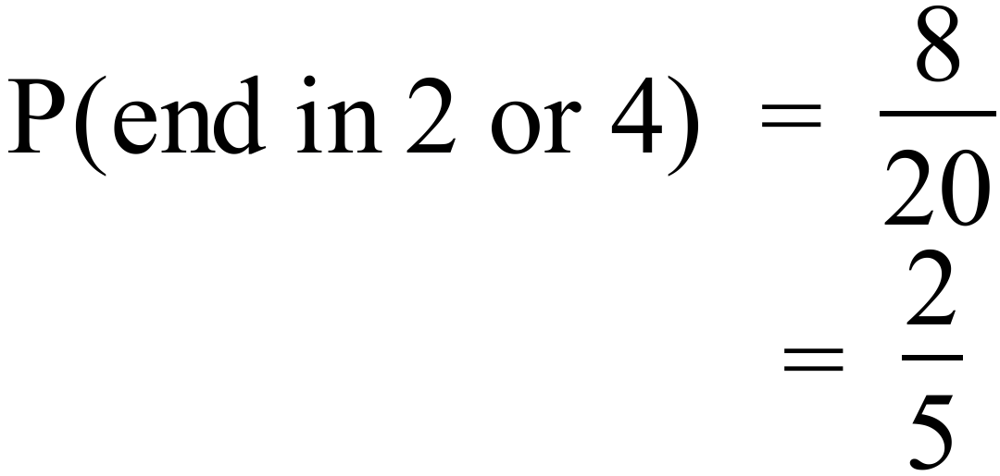 P(end in 2 or 4) = 8/20
= 2/5